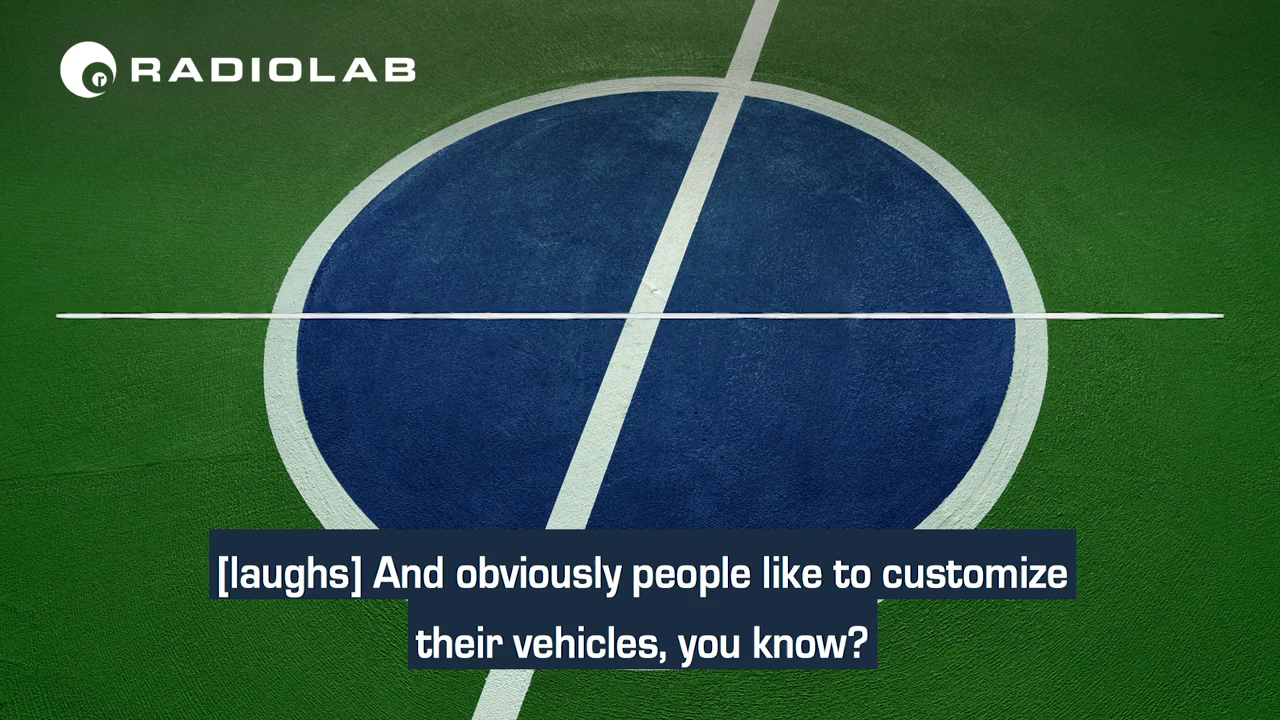 RADIOLAB
[laughs] And obviously people like to customize
their vehicles, you know?